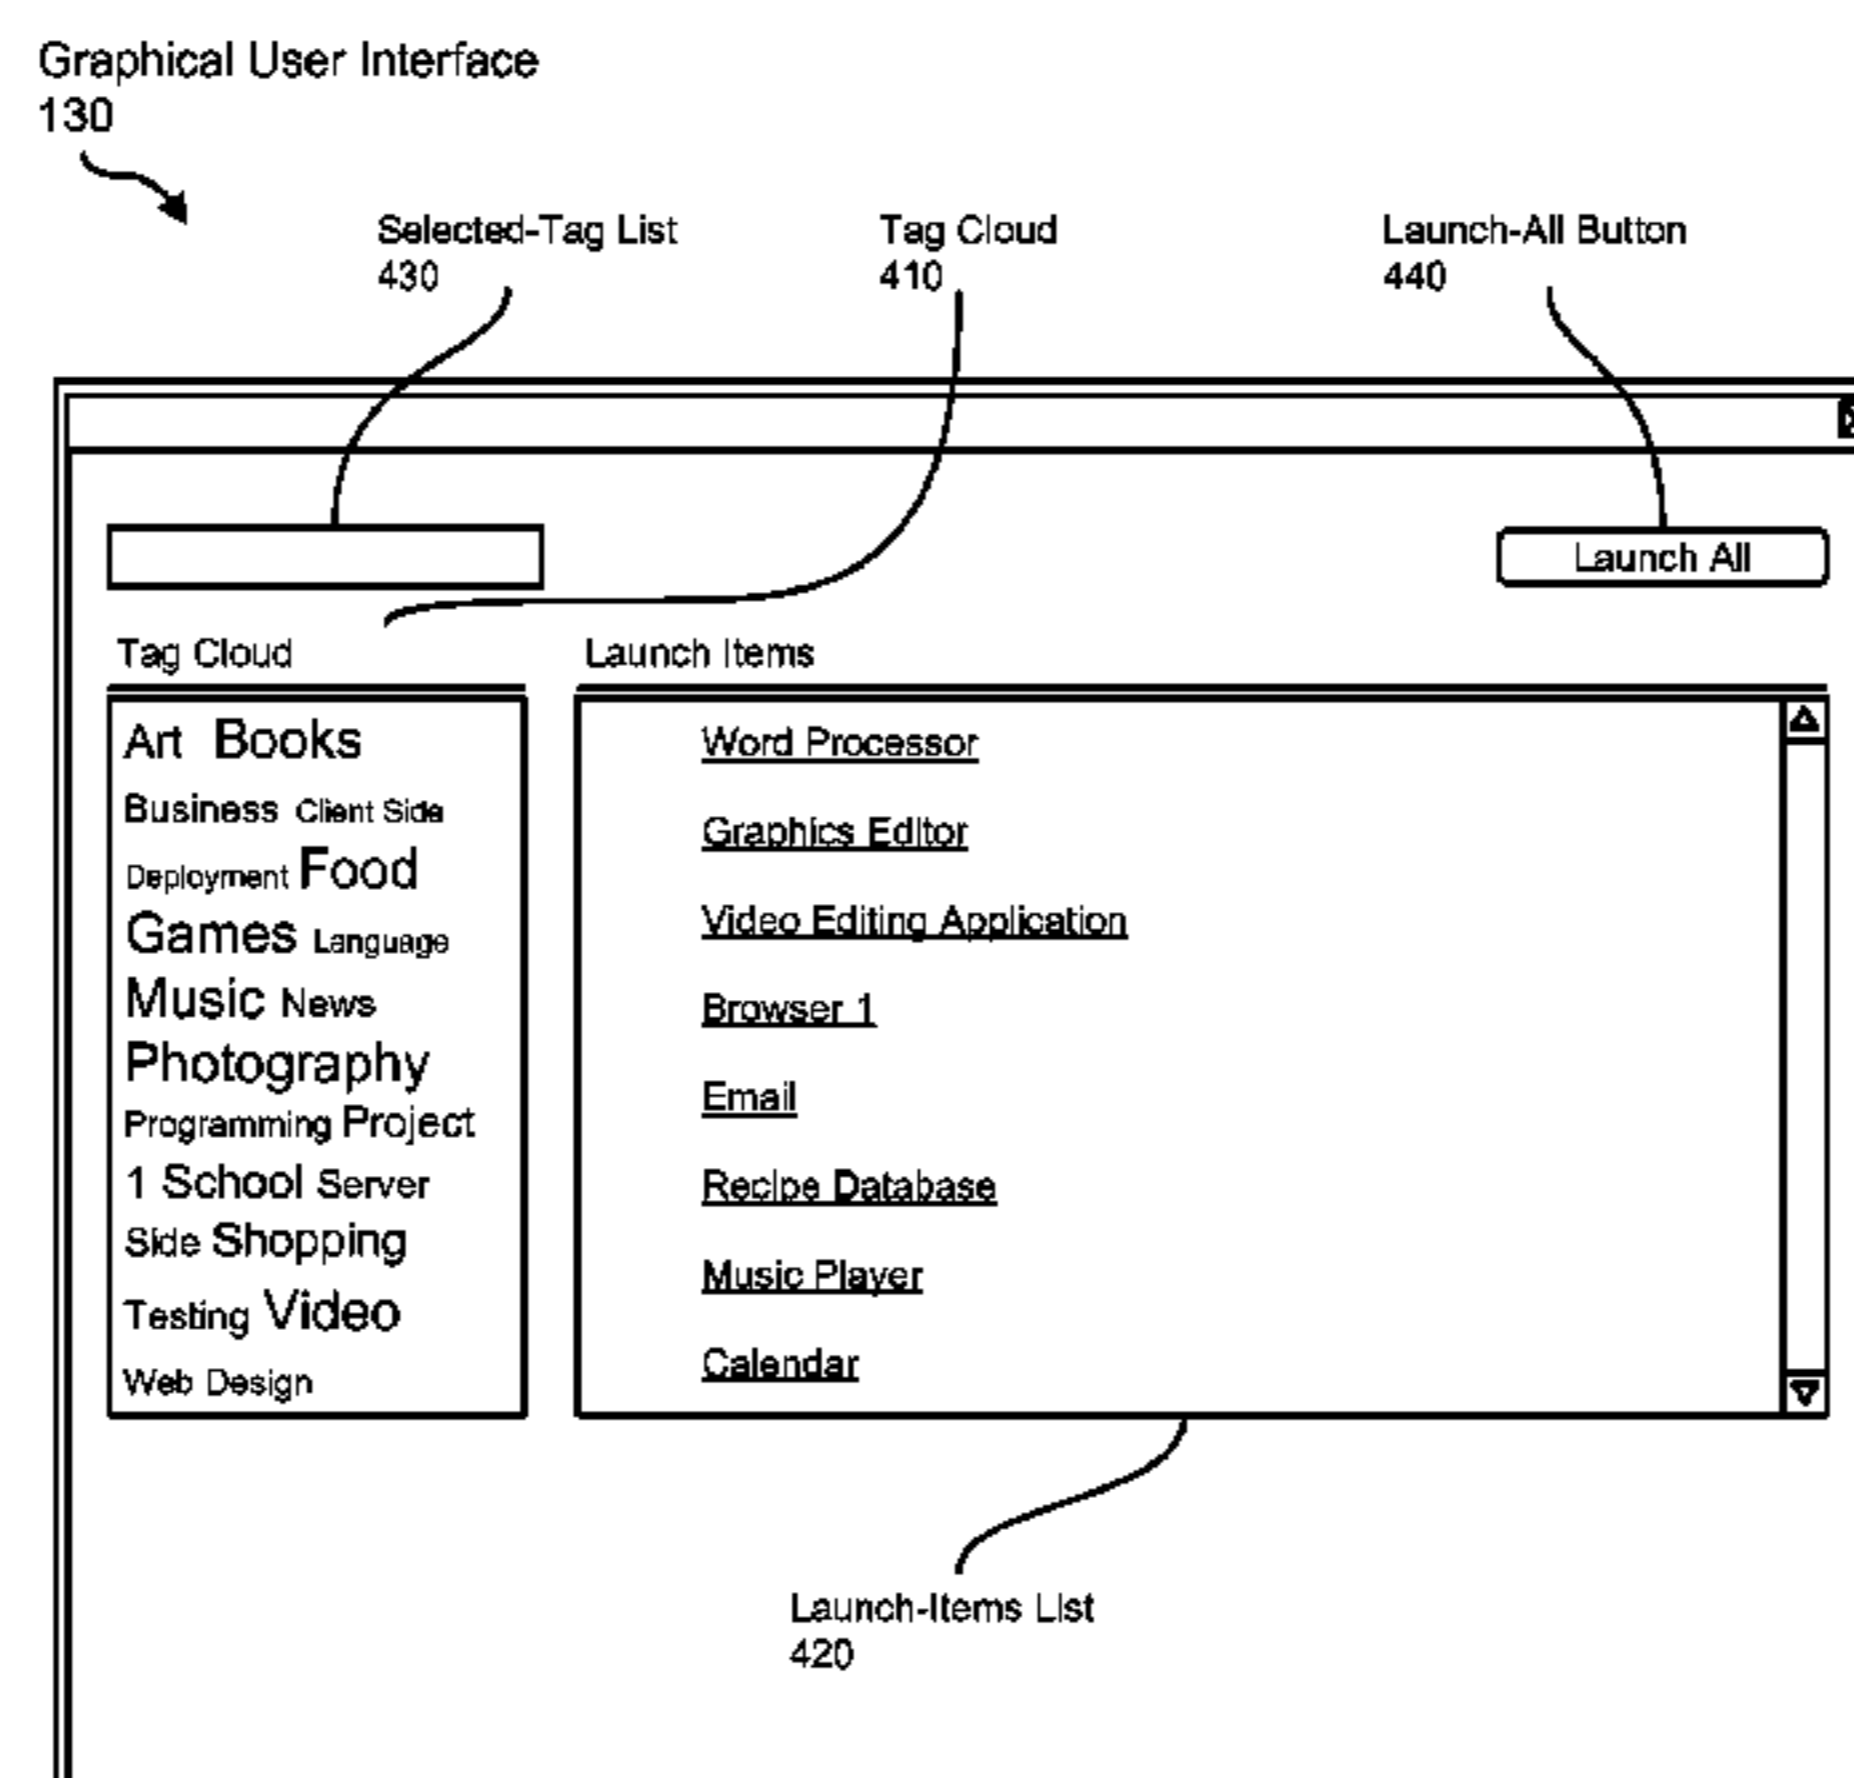 Graphical User Interface
130
Selected-Tag List
430
Tag Cloud
410
Launch-All Button
440
Launch All
Tag Cloud
Art Books
Business Client Side
Deployment Food
Games Language
Music News
Photography
Programming Project
1 School Server
Side Shopping
Testing Video
Web Design
Launch Items
Word Processor
Graphics Editor
Video Editing Application
Browser 1
Email
Recipe Database
Music Player
Calendar
Launch-Items List
420